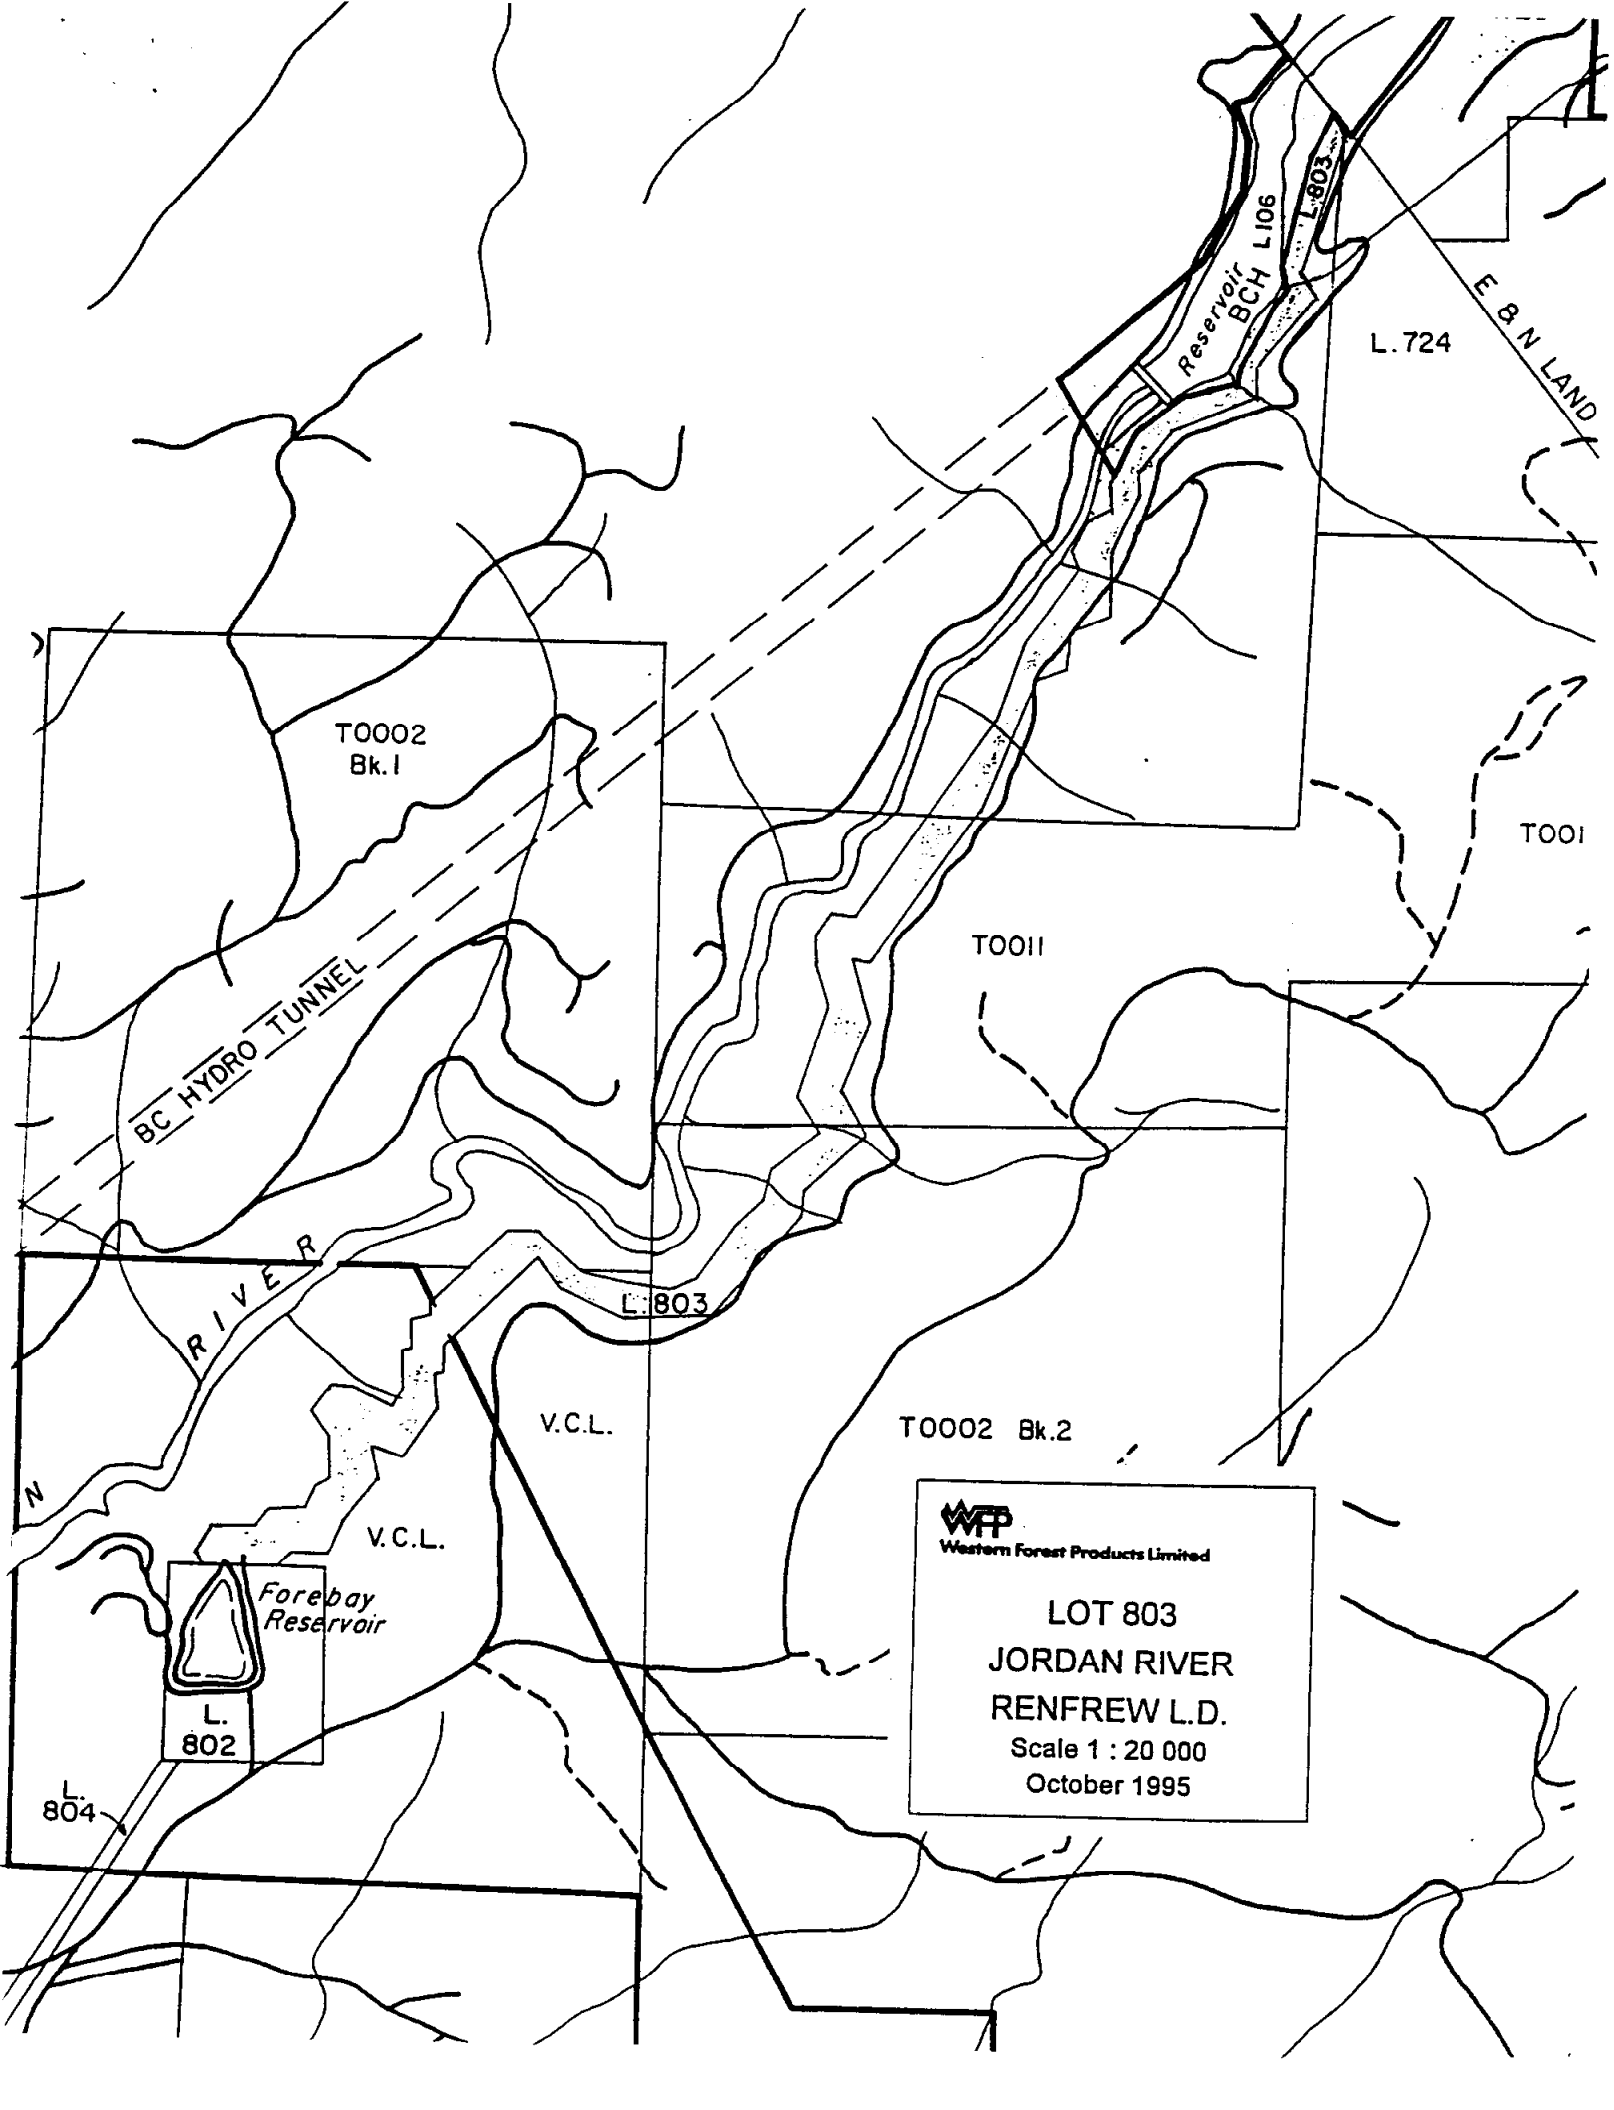 L.803
L106
Reservoir
BCH
E & N LAND
L.724
T0002
Bk.1
T001
T0011
BC HYDRO TUNNEL
RIVER
L.803
V.C.L.
T0002 Bk.2
N
V.C.L.
WFP
Western Forest Products Limited
LOT 803
JORDAN RIVER
RENFREW L.D.
Scale 1 : 20 000
October 1995
Forebay
Reservoir
L.
802
L.
804